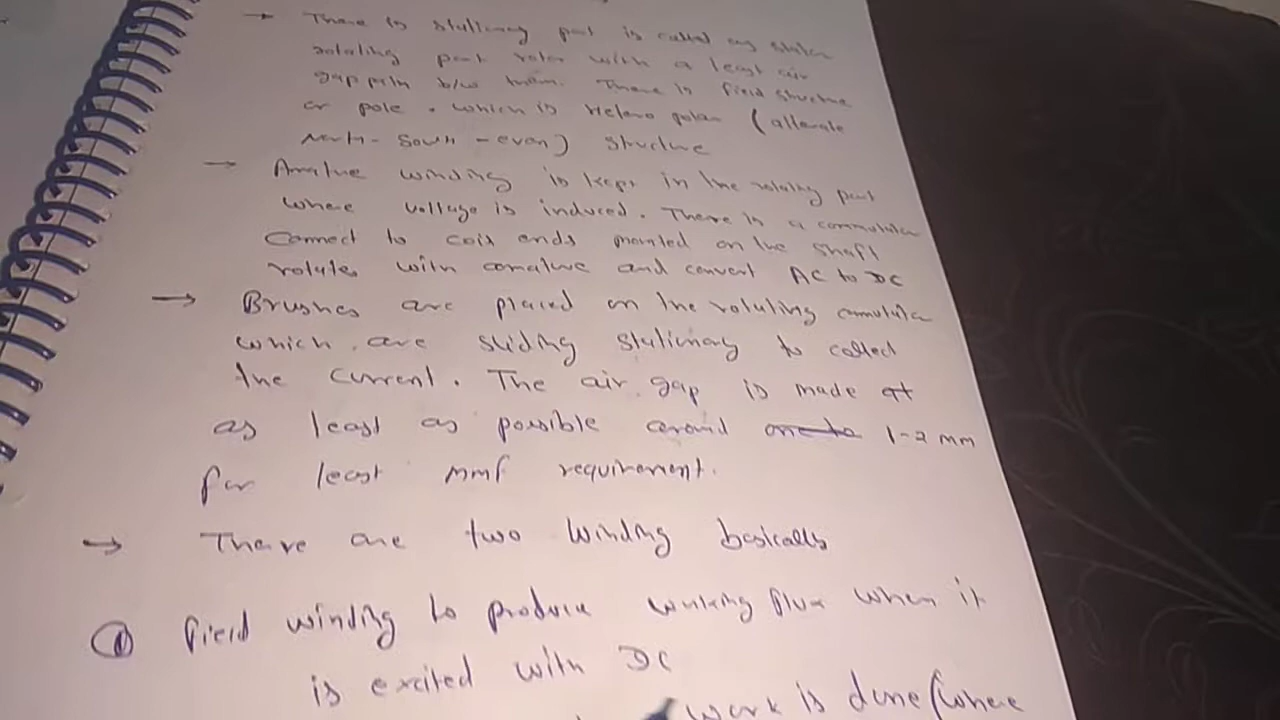 → There is stationary part is called as stator
rotating part rotor with a least air
gap path b/w them. There is field structure
or pole. which is Hetero polar (alternate
North - South - even) structure
→ Armature winding is kept in the rotating part
where voltage is induced. There is a commutator
connect to coil ends mounted on the shaft
rotates with armature and convert AC to DC
→ Brushes are placed on the rotating commutator
which are sliding stationary to collect
the current. The air gap is made at
as least as possible around 1-2 mm
for least mmf requirement.
→ There are two winding basically
① Field winding to produce working flux when it
is excited with DC
work is done (where